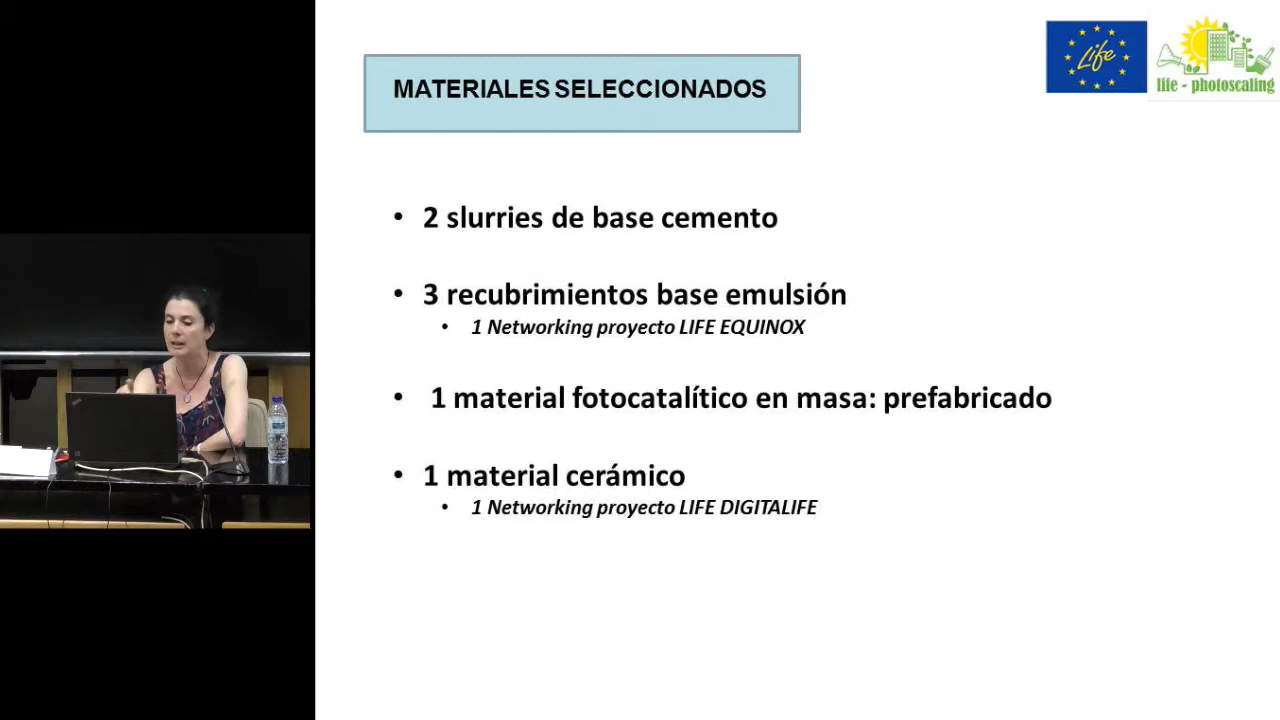 MATERIALES SELECCIONADOS
Life
life - photoscaling
• 2 slurries de base cemento
• 3 recubrimientos base emulsión
• 1 Networking proyecto LIFE EQUINOX
• 1 material fotocatalítico en masa: prefabricado
• 1 material cerámico
• 1 Networking proyecto LIFE DIGITALIFE